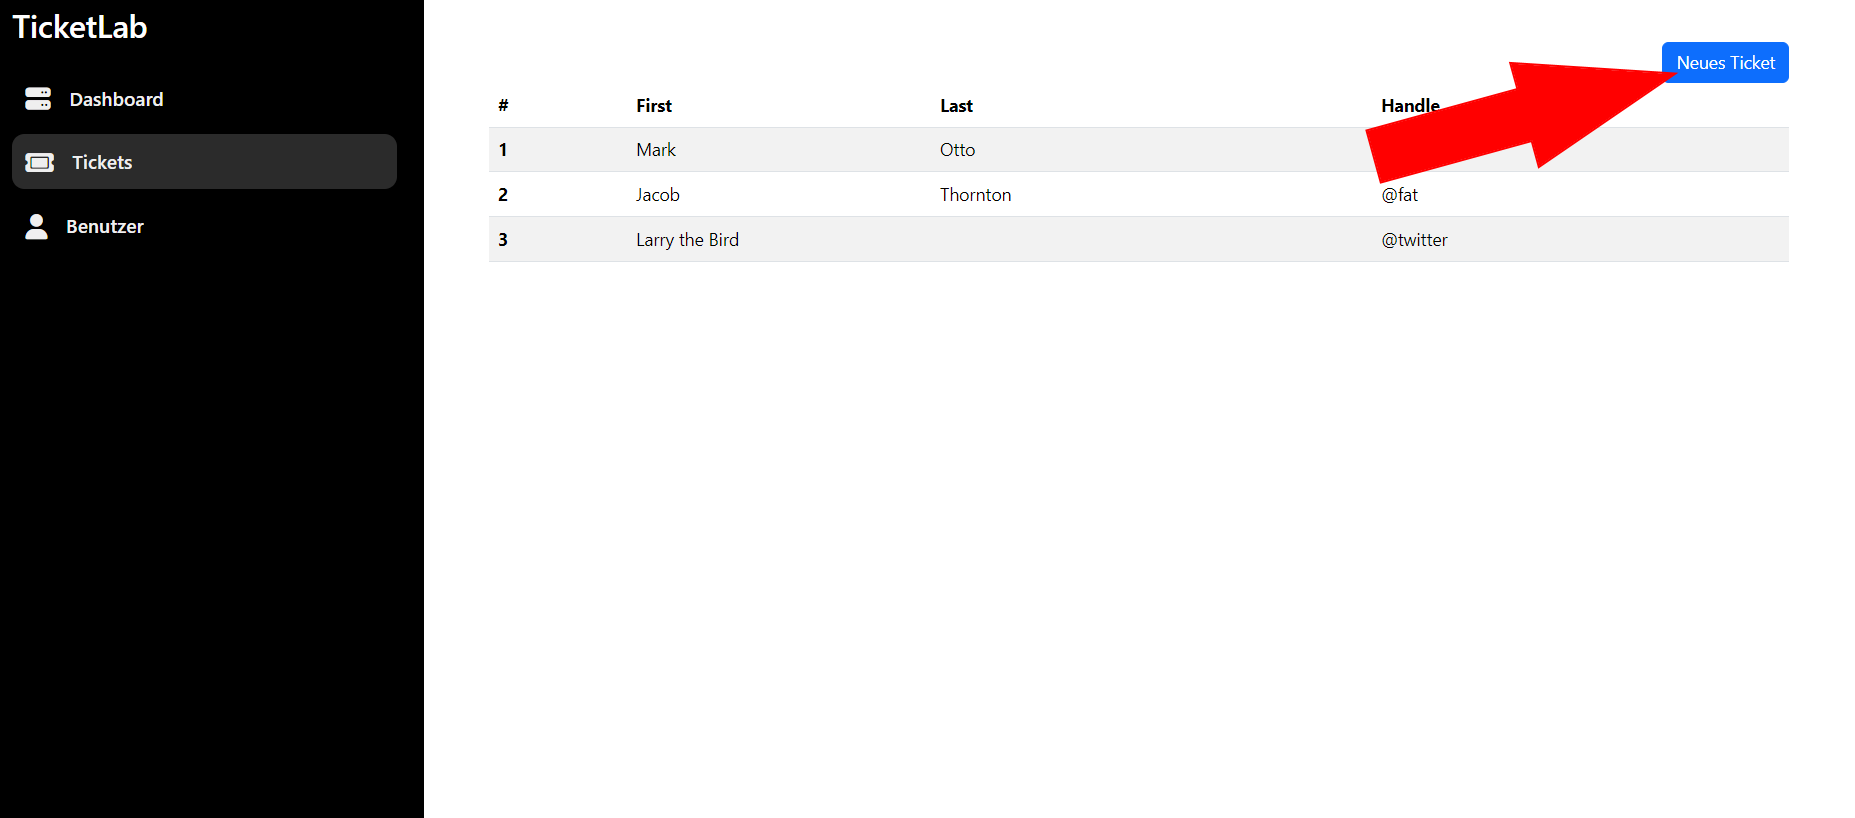 TicketLab
Dashboard
Tickets
Benutzer
Neues Ticket
# First Last Handle
1 Mark Otto
2 Jacob Thornton @fat
3 Larry the Bird @twitter